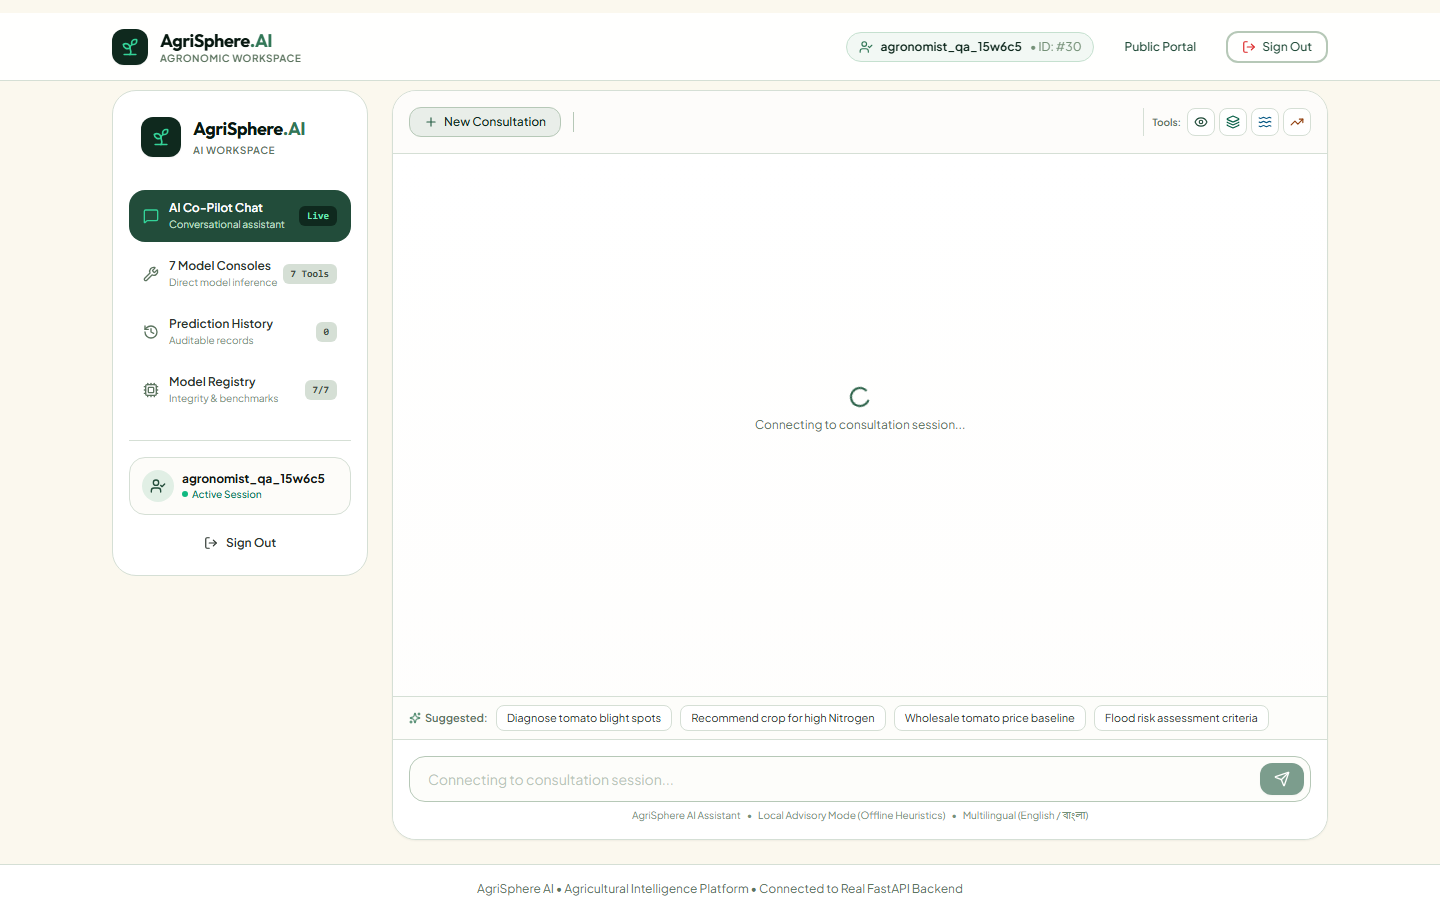 AgriSphere.AI
AGRONOMIC WORKSPACE
agronomist_qa_15w6c5 • ID: #30
Public Portal
Sign Out
AgriSphere.AI
AI WORKSPACE
AI Co-Pilot Chat
Conversational assistant
Live
7 Model Consoles
Direct model inference
7 Tools
Prediction History
Auditable records
0
Model Registry
Integrity & benchmarks
7/7
agronomist_qa_15w6c5
Active Session
Sign Out
New Consultation
Tools:
Connecting to consultation session...
Suggested:
Diagnose tomato blight spots
Recommend crop for high Nitrogen
Wholesale tomato price baseline
Flood risk assessment criteria
Connecting to consultation session...
AgriSphere AI Assistant • Local Advisory Mode (Offline Heuristics) • Multilingual (English / বাংলা)
AgriSphere AI • Agricultural Intelligence Platform • Connected to Real FastAPI Backend